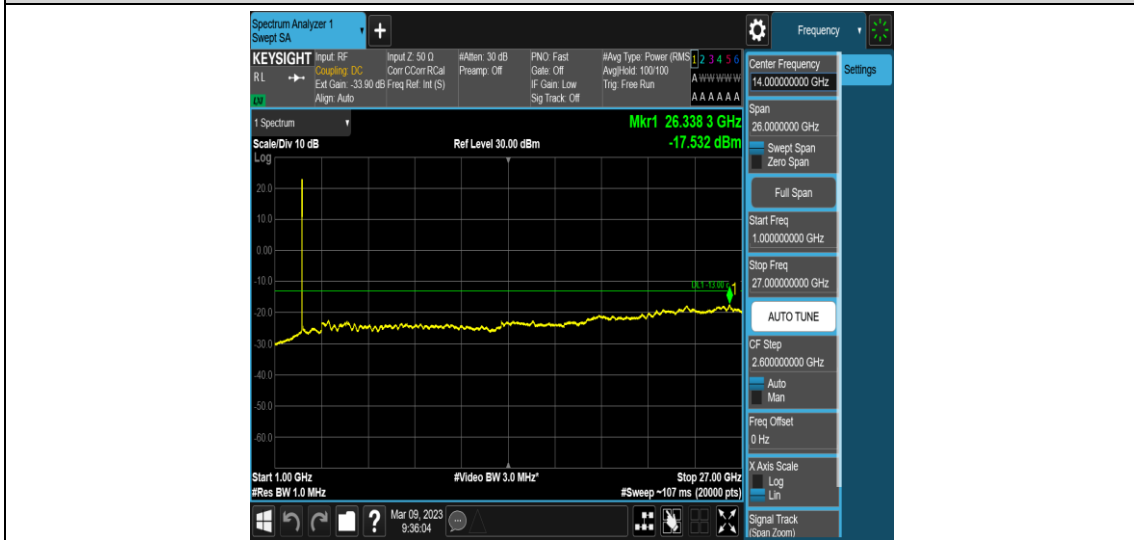 Spectrum Analyzer 1
Swept SA
+
Frequency
KEYSIGHT
R L
Input: RF
Coupling: DC
Ext Gain: -33.90 dB
Align: Auto
Input Z: 50 Ω
Corr CCorr RCal
Freq Ref: Int (S)
#Atten: 30 dB
Preamp: Off
PNO: Fast
Gate: Off
IF Gain: Low
Sig Track: Off
#Avg Type: Power (RMS
Avg|Hold: 100/100
Trig: Free Run
1 2 3 4 5 6
A W W W W W
A A A A A A
1 Spectrum
Scale/Div 10 dB
Log
Ref Level 30.00 dBm
Mkr1 26.338 3 GHz
-17.532 dBm
20.0
10.0
0.00
-10.0
-20.0
-30.0
-40.0
-50.0
-60.0
DL1 -13.00
1
Start 1.00 GHz
#Res BW 1.0 MHz
#Video BW 3.0 MHz*
Stop 27.00 GHz
#Sweep ~107 ms (20000 pts)
Mar 09, 2023
9:36:04
Center Frequency
14.000000000 GHz
Settings
Span
26.0000000 GHz
Swept Span
Zero Span
Full Span
Start Freq
1.000000000 GHz
Stop Freq
27.000000000 GHz
AUTO TUNE
CF Step
2.600000000 GHz
Auto
Man
Freq Offset
0 Hz
X Axis Scale
Log
Lin
Signal Track
(Span Zoom)